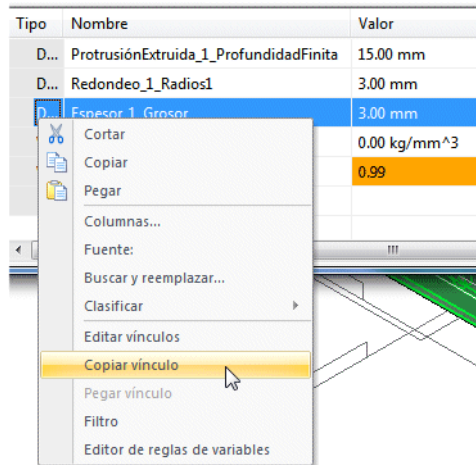 Tipo Nombre Valor
D... ProtrusiónExtruida_1_ProfundidadFinita 15.00 mm
D... Redondeo_1_Radios1 3.00 mm
D... Espesor_1_Grosor 3.00 mm
0.00 kg/mm^3
0.99
Cortar
Copiar
Pegar
Columnas...
Fuente:
Buscar y reemplazar...
Clasificar
Editar vínculos
Copiar vínculo
Pegar vínculo
Filtro
Editor de reglas de variables